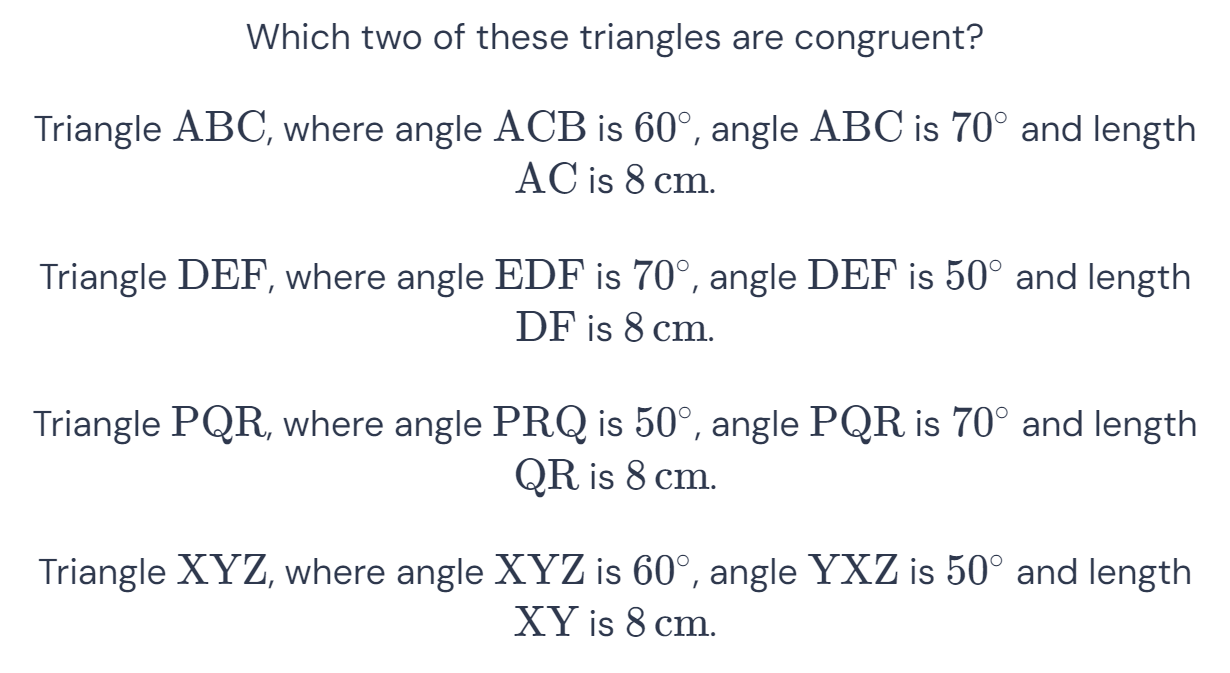 Which two of these triangles are congruent?
Triangle ABC, where angle ACB is 60°, angle ABC is 70° and length
AC is 8 cm.
Triangle DEF, where angle EDF is 70°, angle DEF is 50° and length
DF is 8 cm.
Triangle PQR, where angle PRQ is 50°, angle PQR is 70° and length
QR is 8 cm.
Triangle XYZ, where angle XYZ is 60°, angle YXZ is 50° and length
XY is 8 cm.